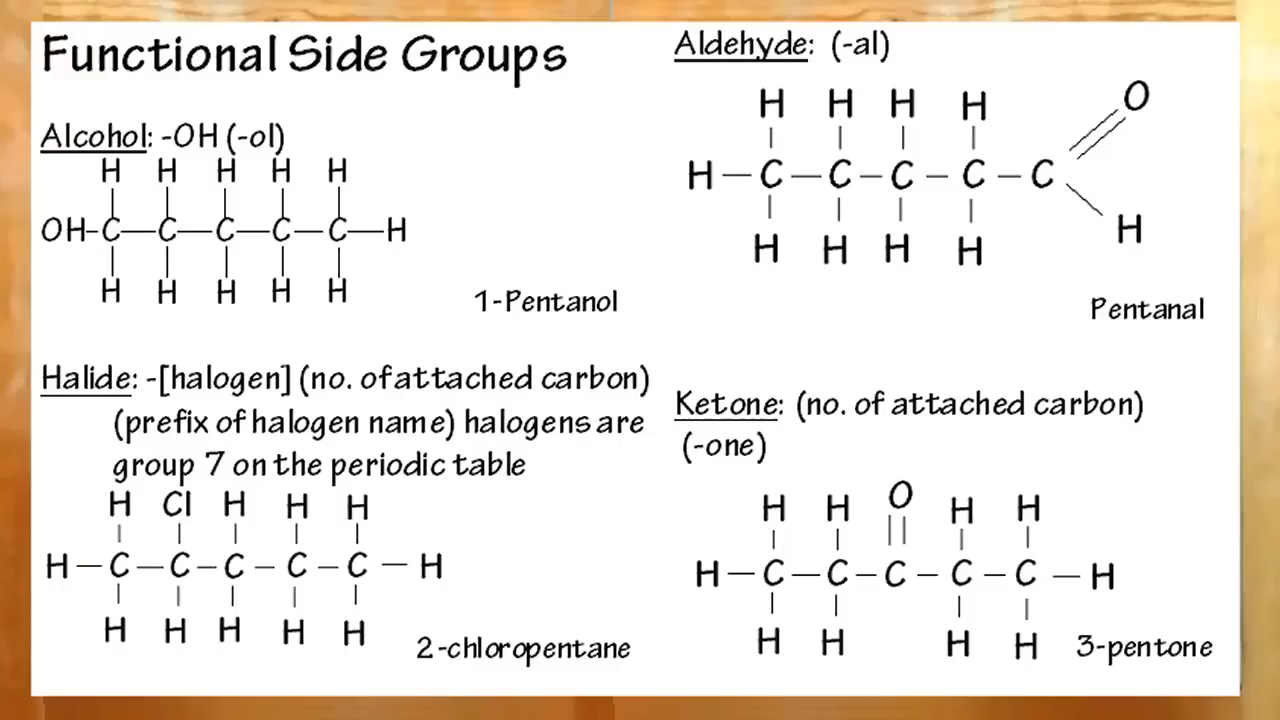 Functional Side Groups
Alcohol: -OH (-ol)
H H H H H
OH-C—C—C—C—C—H
H H H H H
1-Pentanol
Halide: -[halogen] (no. of attached carbon)
(prefix of halogen name) halogens are
group 7 on the periodic table
H Cl H H H
H—C—C—C—C—C—H
H H H H H
2-chloropentane
Aldehyde: (-al)
H H H H O
H—C—C—C—C—C
H H H H H
Pentanal
Ketone: (no. of attached carbon)
(-one)
H H O H H
H—C—C—C—C—C—H
H H H H
3-pentone